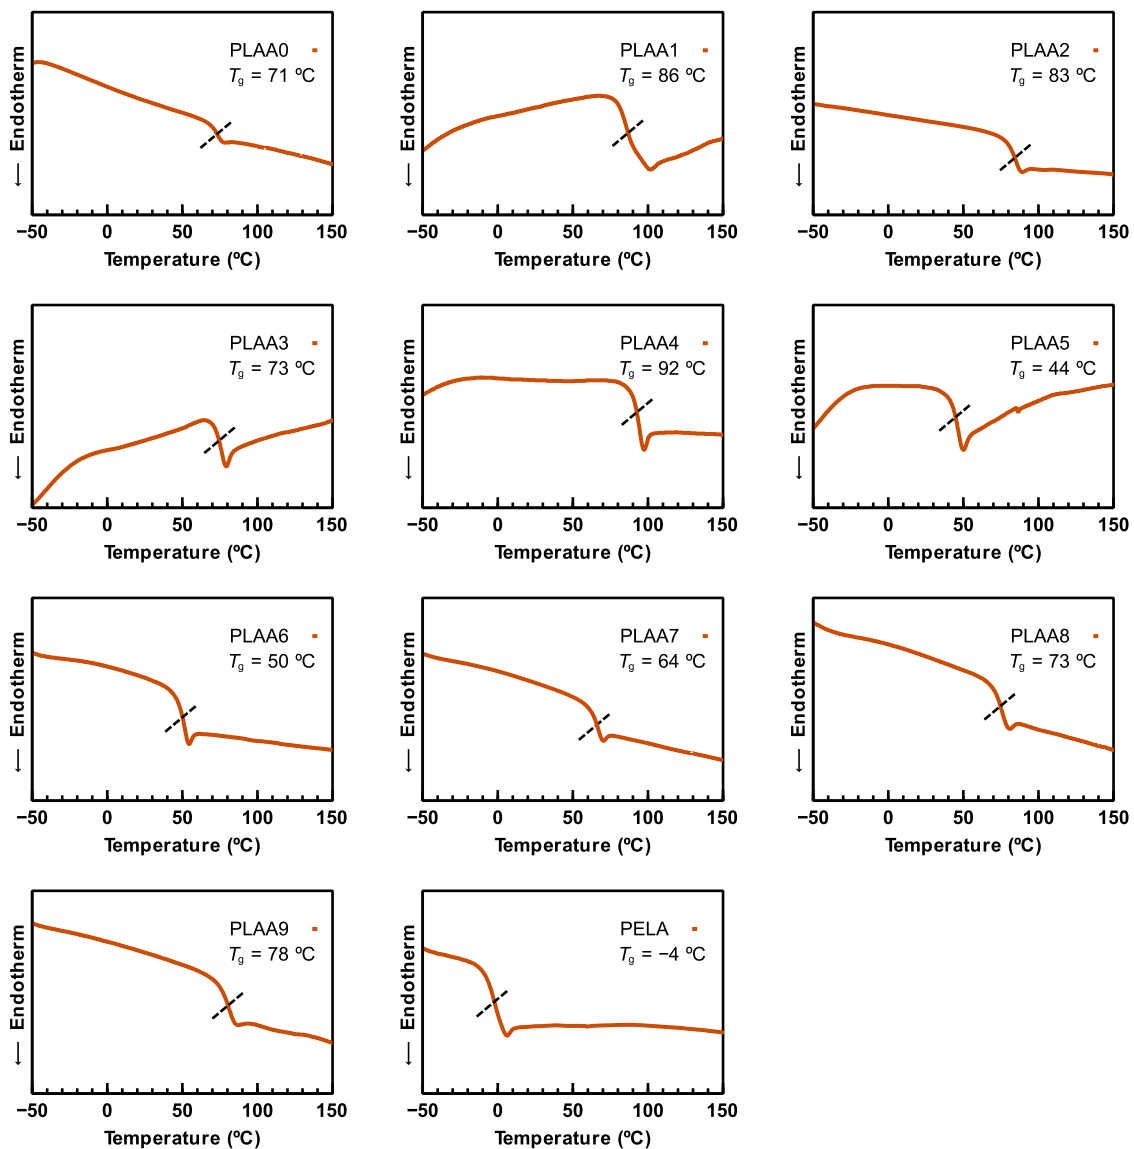 PLAA0
Tg = 71 ºC
← Endotherm
−50 0 50 100 150
Temperature (ºC)
PLAA1
Tg = 86 ºC
← Endotherm
−50 0 50 100 150
Temperature (ºC)
PLAA2
Tg = 83 ºC
← Endotherm
−50 0 50 100 150
Temperature (ºC)
PLAA3
Tg = 73 ºC
← Endotherm
−50 0 50 100 150
Temperature (ºC)
PLAA4
Tg = 92 ºC
← Endotherm
−50 0 50 100 150
Temperature (ºC)
PLAA5
Tg = 44 ºC
← Endotherm
−50 0 50 100 150
Temperature (ºC)
PLAA6
Tg = 50 ºC
← Endotherm
−50 0 50 100 150
Temperature (ºC)
PLAA7
Tg = 64 ºC
← Endotherm
−50 0 50 100 150
Temperature (ºC)
PLAA8
Tg = 73 ºC
← Endotherm
−50 0 50 100 150
Temperature (ºC)
PLAA9
Tg = 78 ºC
← Endotherm
−50 0 50 100 150
Temperature (ºC)
PELA
Tg = −4 ºC
← Endotherm
−50 0 50 100 150
Temperature (ºC)